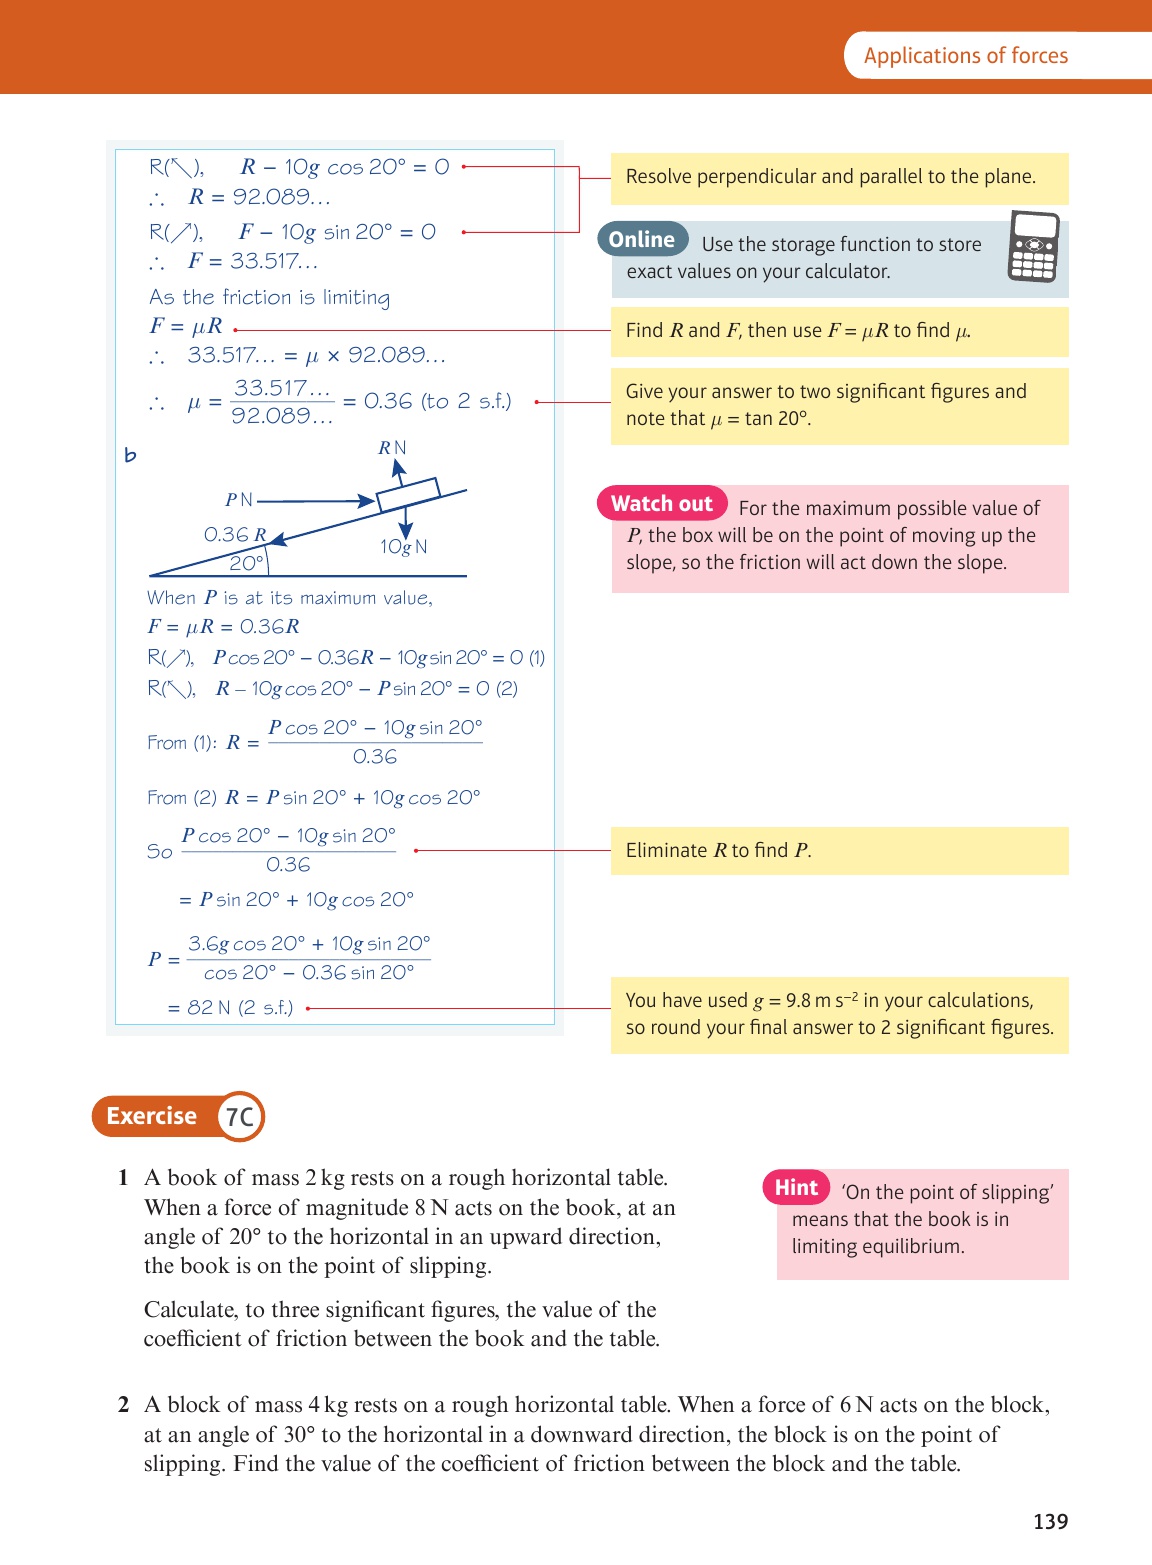 Applications of forces
R(↖), R − 10g cos 20° = 0
∴ R = 92.089…
R(↗), F − 10g sin 20° = 0
∴ F = 33.517…
As the friction is limiting
F = μR
∴ 33.517… = μ × 92.089…
∴ μ = 33.517… / 92.089… = 0.36 (to 2 s.f.)
Resolve perpendicular and parallel to the plane.
Online Use the storage function to store
exact values on your calculator.
Find R and F, then use F = μR to find μ.
Give your answer to two significant figures and
note that μ = tan 20°.
b
R N
P N
0.36 R
20°
10g N
Watch out For the maximum possible value of
P, the box will be on the point of moving up the
slope, so the friction will act down the slope.
When P is at its maximum value,
F = μR = 0.36R
R(↗), P cos 20° − 0.36R − 10g sin 20° = 0 (1)
R(↖), R − 10g cos 20° − P sin 20° = 0 (2)
From (1): R = P cos 20° − 10g sin 20° / 0.36
From (2) R = P sin 20° + 10g cos 20°
So P cos 20° − 10g sin 20° / 0.36
= P sin 20° + 10g cos 20°
Eliminate R to find P.
P = 3.6g cos 20° + 10g sin 20° / cos 20° − 0.36 sin 20°
= 82 N (2 s.f.)
You have used g = 9.8 m s⁻² in your calculations,
so round your final answer to 2 significant figures.
Exercise 7C
1 A book of mass 2 kg rests on a rough horizontal table.
When a force of magnitude 8 N acts on the book, at an
angle of 20° to the horizontal in an upward direction,
the book is on the point of slipping.
Calculate, to three significant figures, the value of the
coefficient of friction between the book and the table.
Hint 'On the point of slipping'
means that the book is in
limiting equilibrium.
2 A block of mass 4 kg rests on a rough horizontal table. When a force of 6 N acts on the block,
at an angle of 30° to the horizontal in a downward direction, the block is on the point of
slipping. Find the value of the coefficient of friction between the block and the table.
139